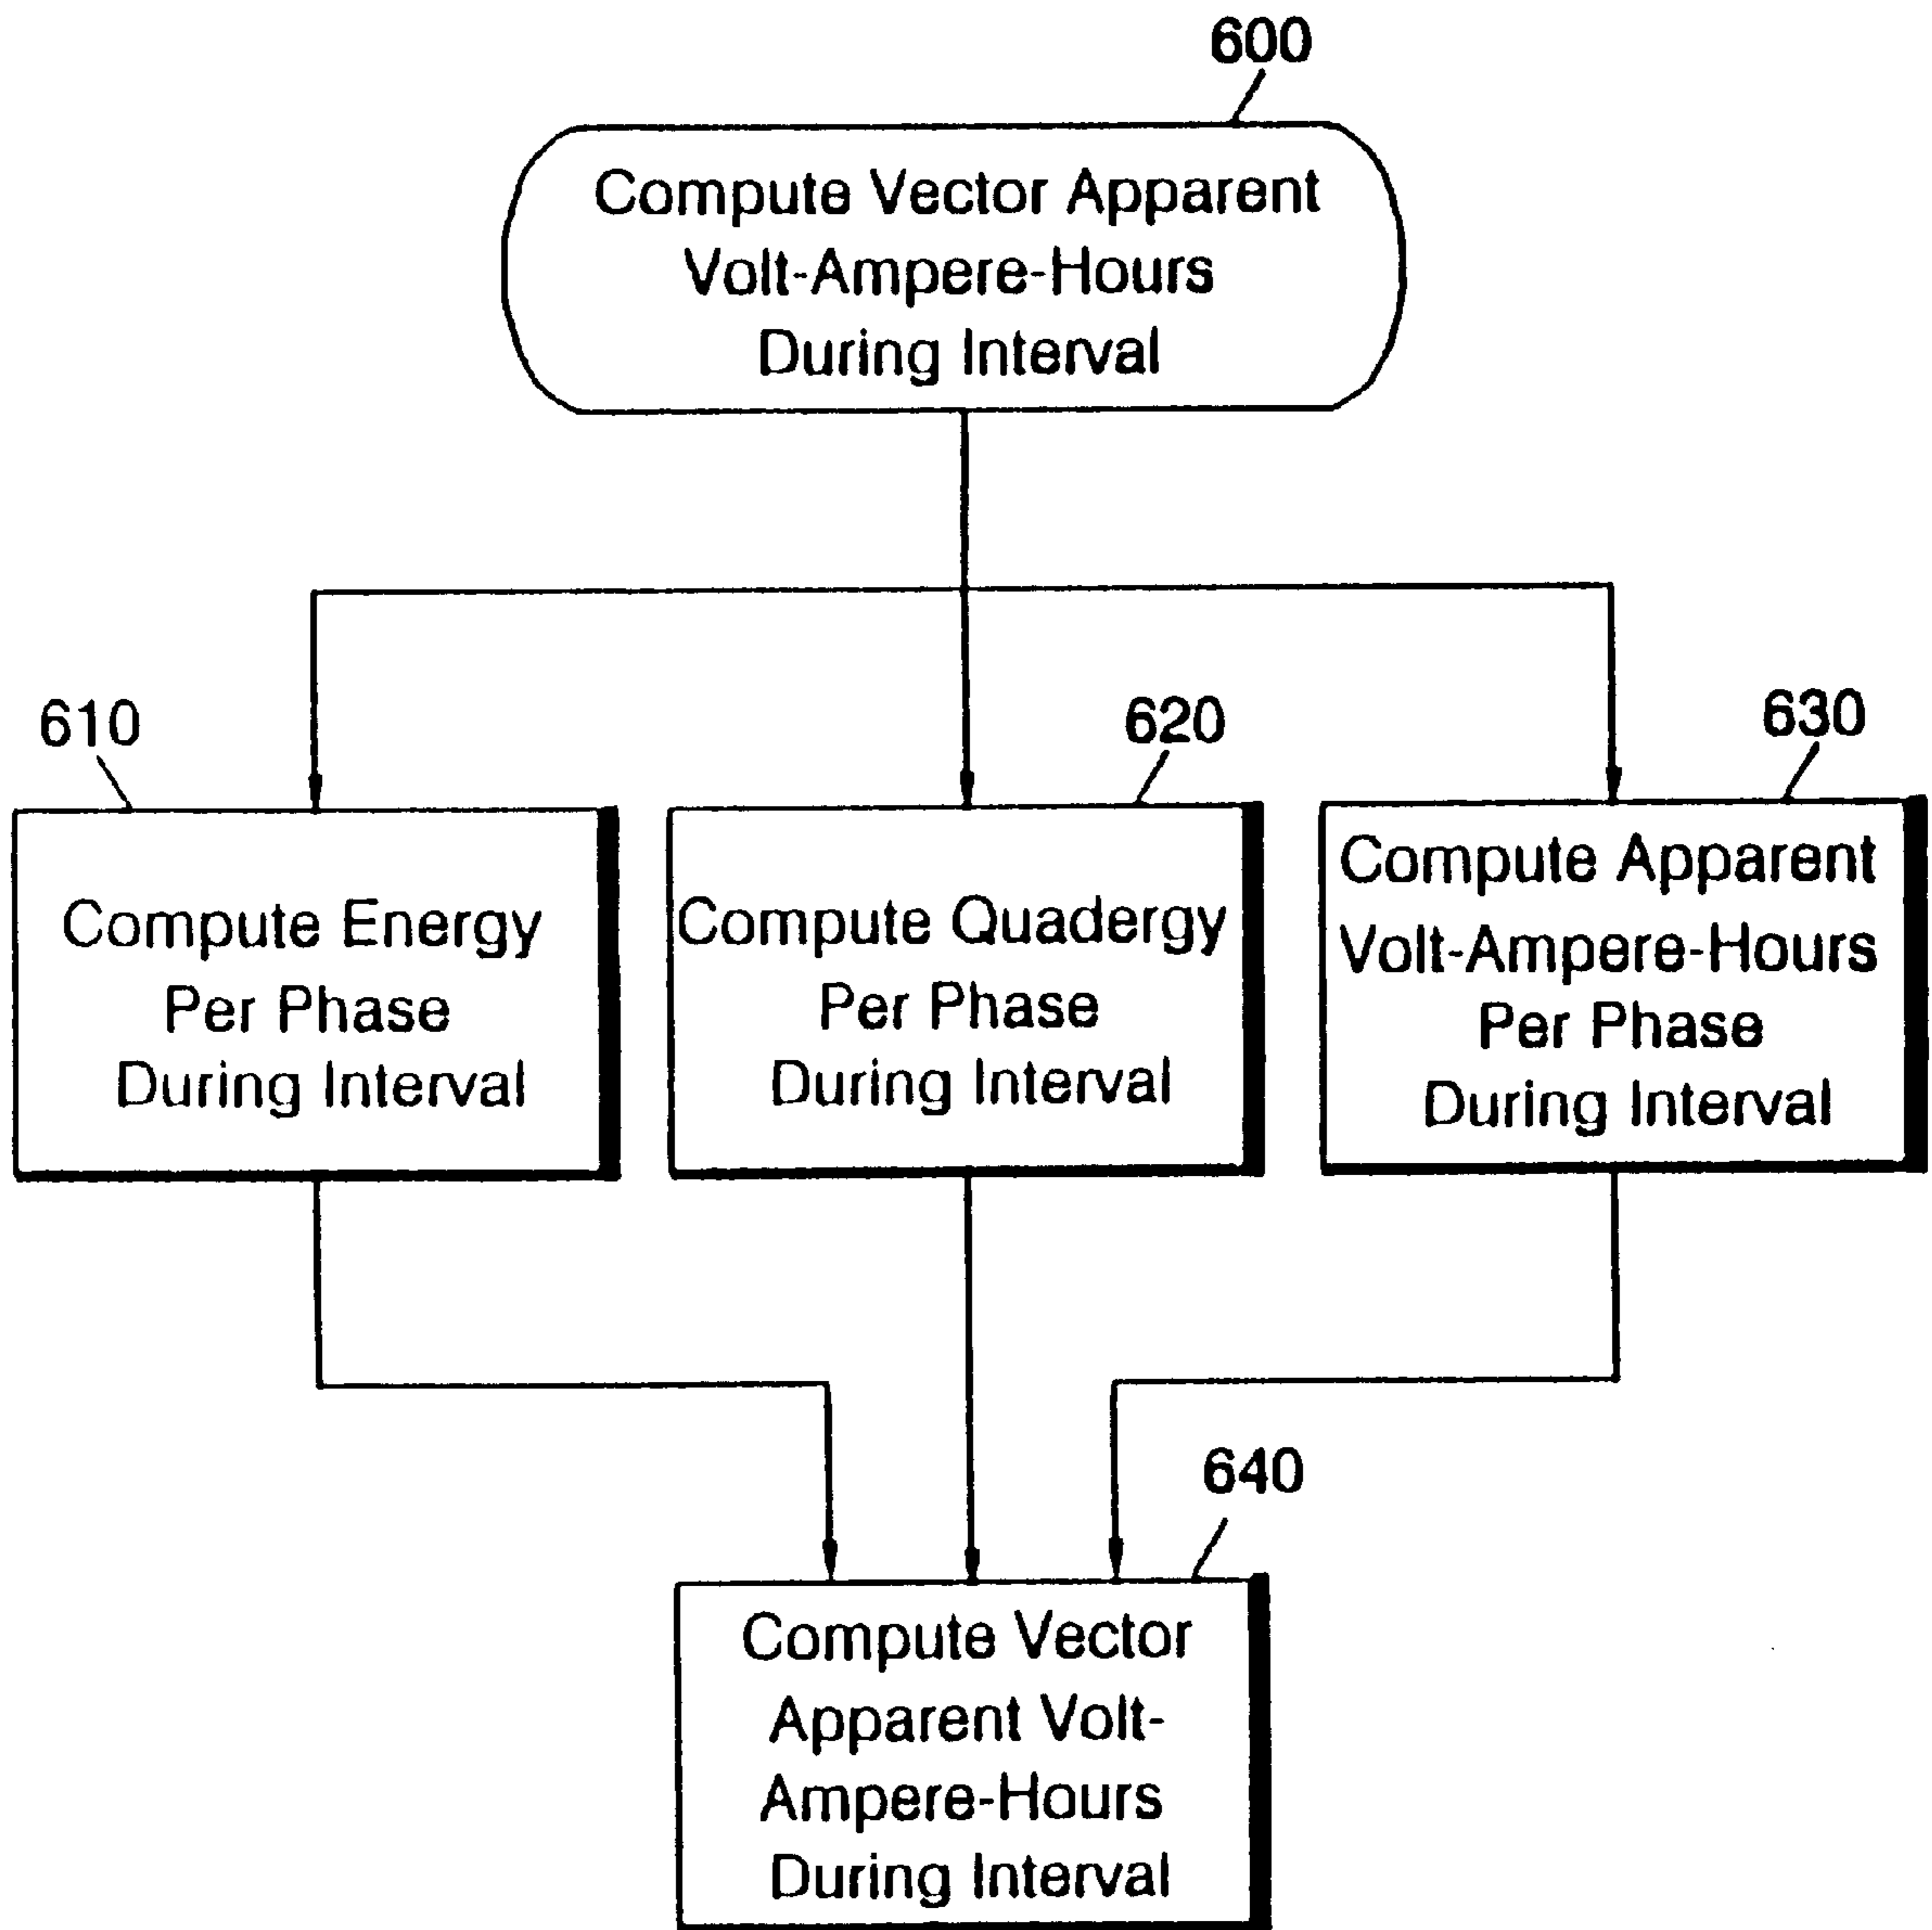 600
Compute Vector Apparent
Volt-Ampere-Hours
During Interval
610
Compute Energy
Per Phase
During Interval
620
Compute Quadergy
Per Phase
During Interval
630
Compute Apparent
Volt-Ampere-Hours
Per Phase
During Interval
640
Compute Vector
Apparent Volt-
Ampere-Hours
During Interval